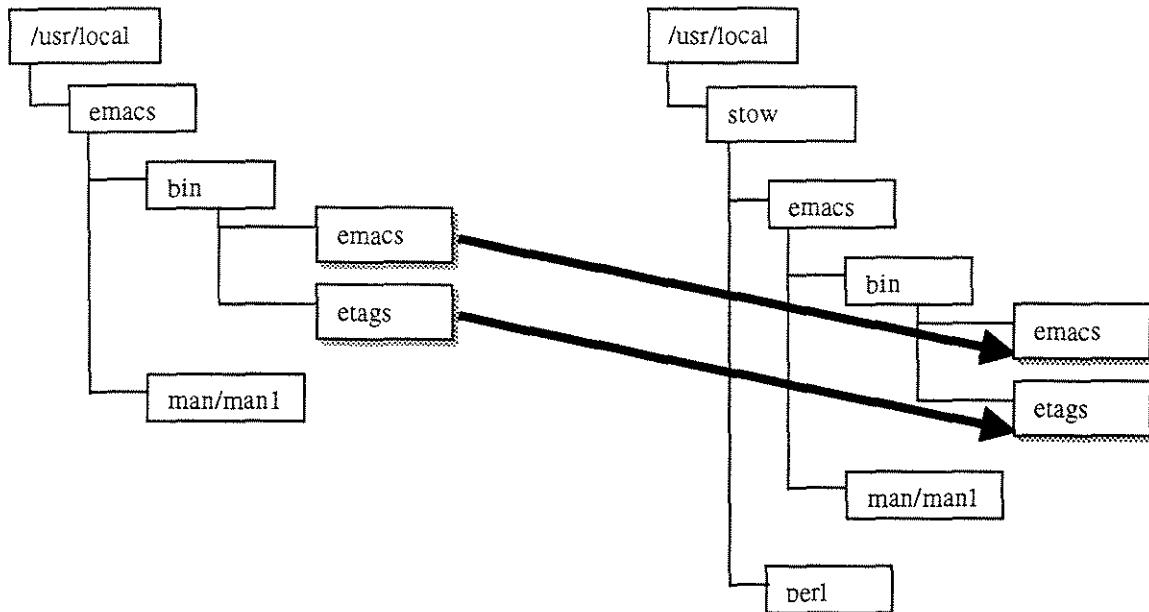 /usr/local
emacs
bin
emacs
etags
man/man1
/usr/local
stow
emacs
bin
emacs
etags
man/man1
perl